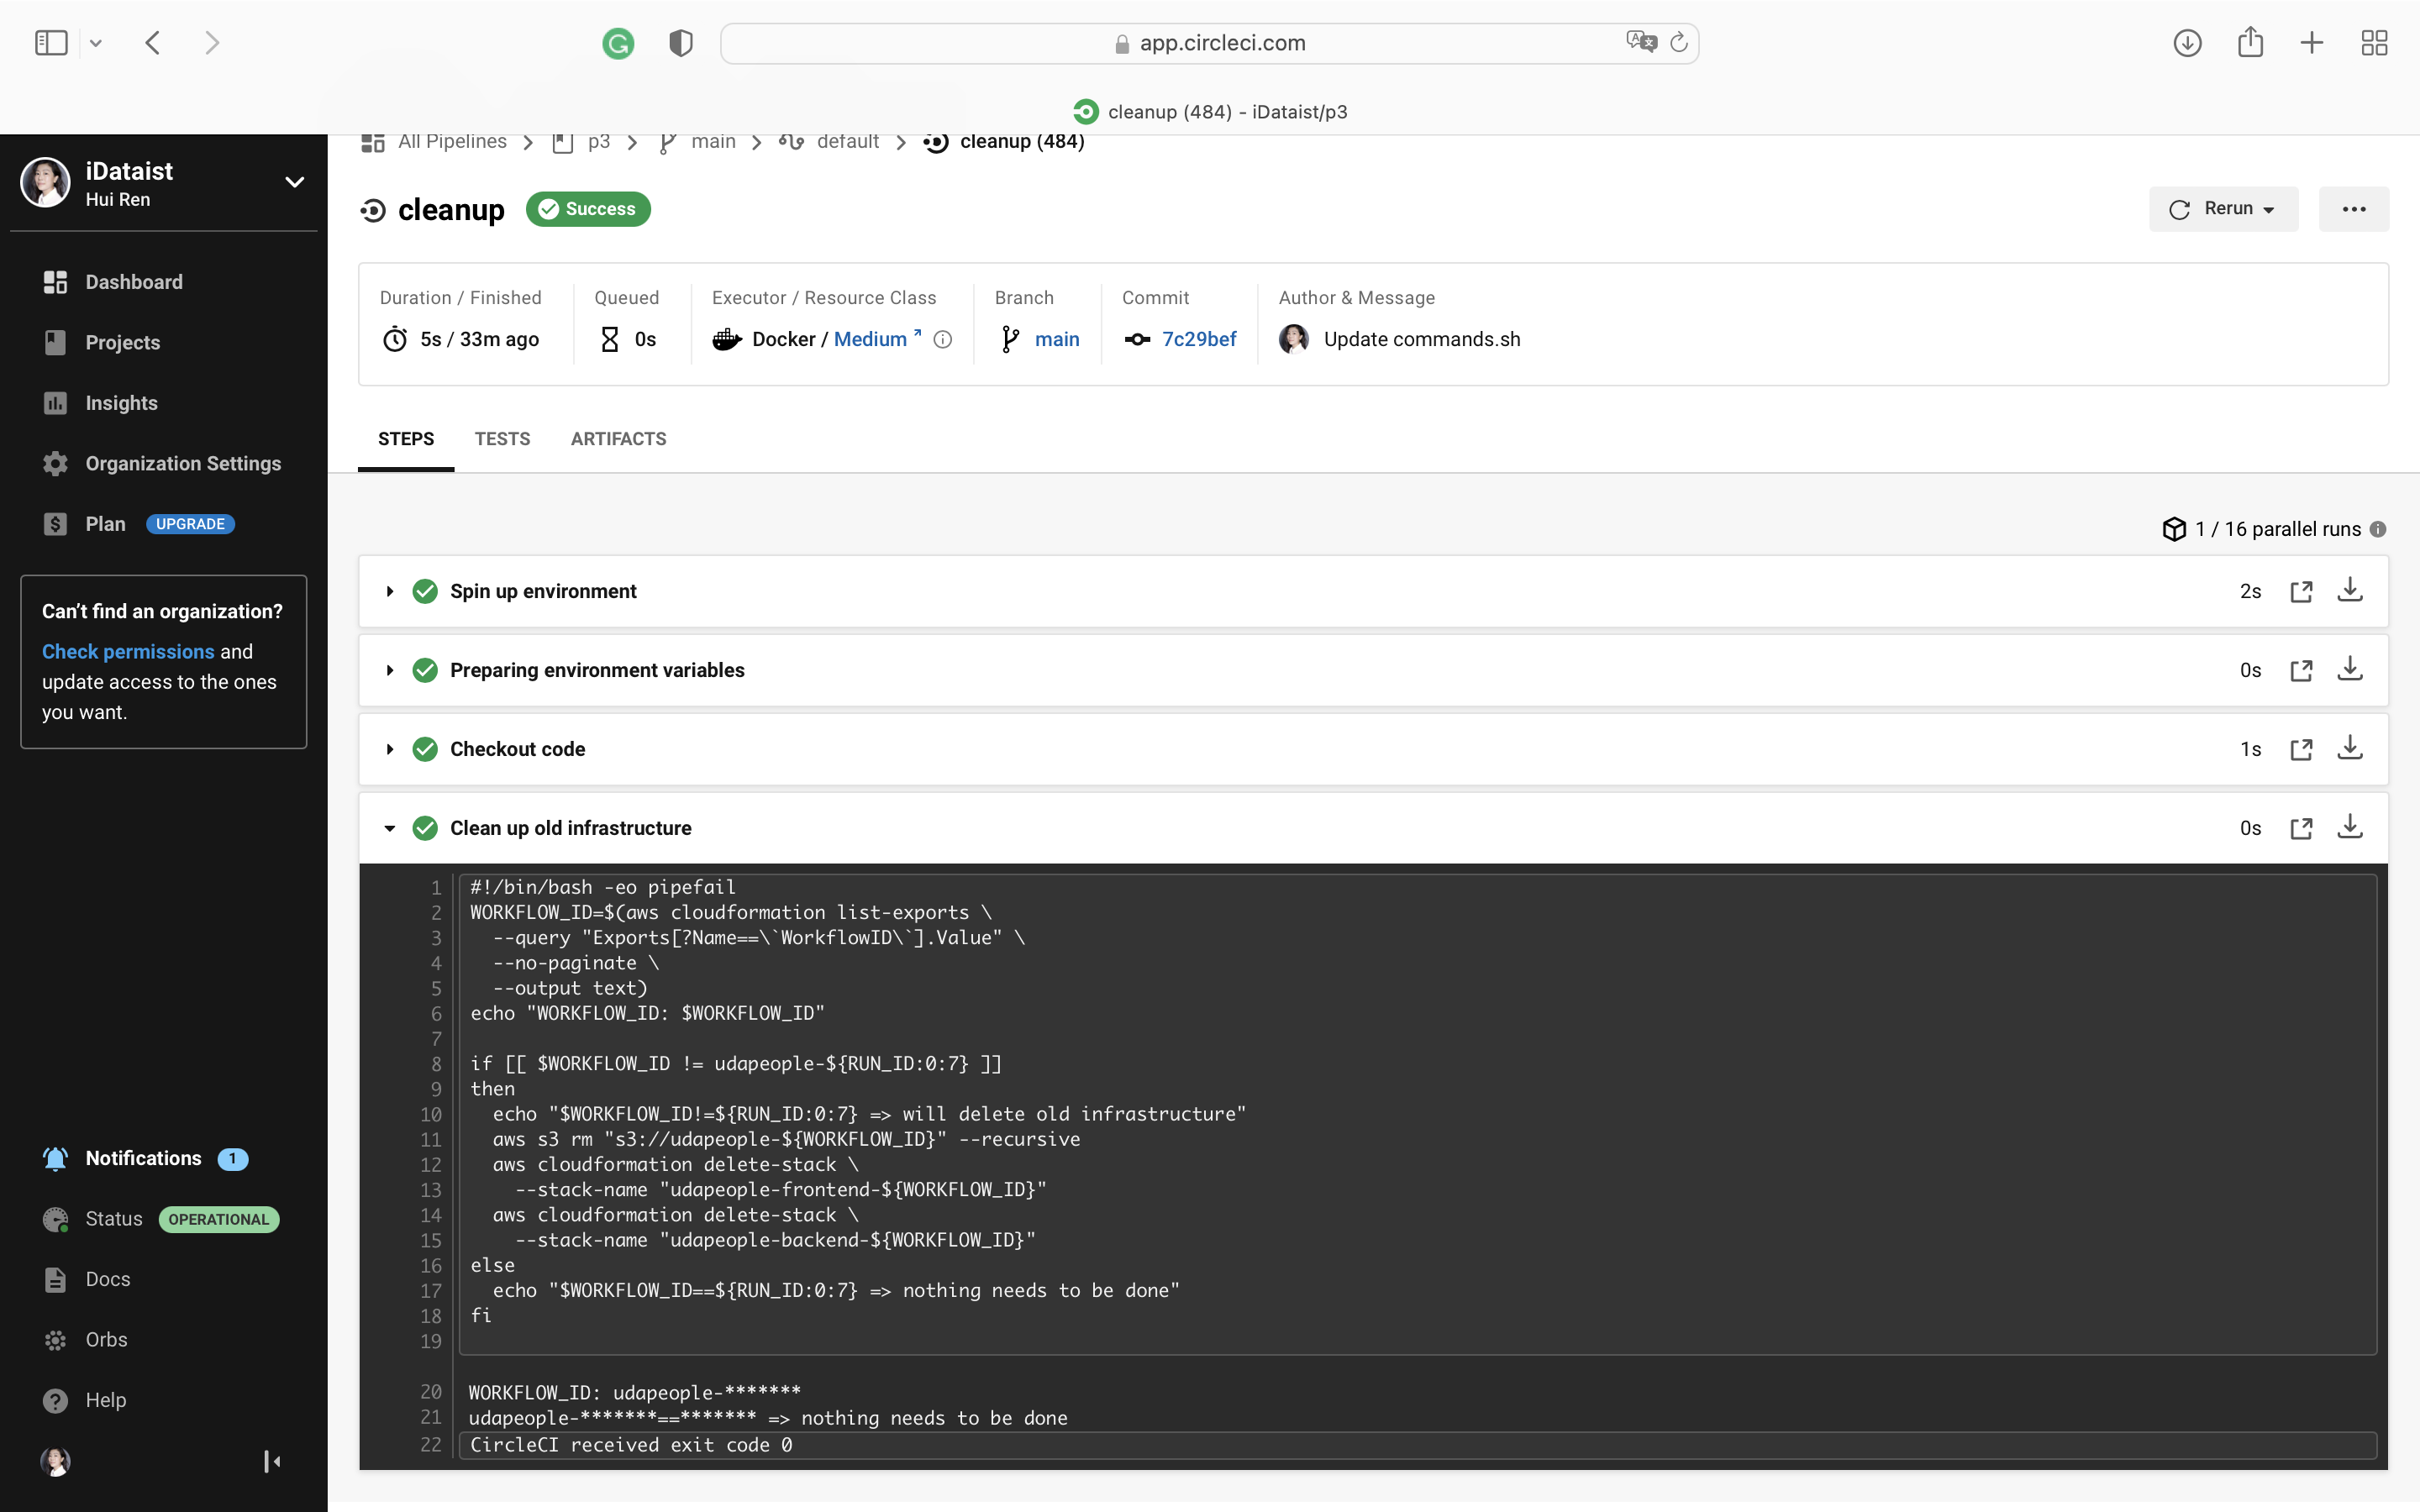 app.circleci.com
cleanup (484) - iDataist/p3
iDataist
Hui Ren
Dashboard
Projects
Insights
Organization Settings
Plan UPGRADE
Can't find an organization?
Check permissions and
update access to the ones
you want.
Notifications 1
Status OPERATIONAL
Docs
Orbs
Help
All Pipelines p3 main default cleanup (484)
cleanup Success
Rerun
Duration / Finished Queued Executor / Resource Class Branch Commit Author & Message
5s / 33m ago 0s Docker / Medium main 7c29bef Update commands.sh
STEPS TESTS ARTIFACTS
1 / 16 parallel runs
Spin up environment 2s
Preparing environment variables 0s
Checkout code 1s
Clean up old infrastructure 0s
1 #!/bin/bash -eo pipefail
2 WORKFLOW_ID=$(aws cloudformation list-exports \
3 --query "Exports[?Name==\`WorkflowID\`].Value" \
4 --no-paginate \
5 --output text)
6 echo "WORKFLOW_ID: $WORKFLOW_ID"
7
8 if [[ $WORKFLOW_ID != udapeople-${RUN_ID:0:7} ]]
9 then
10 echo "$WORKFLOW_ID!=${RUN_ID:0:7} => will delete old infrastructure"
11 aws s3 rm "s3://udapeople-${WORKFLOW_ID}" --recursive
12 aws cloudformation delete-stack \
13 --stack-name "udapeople-frontend-${WORKFLOW_ID}"
14 aws cloudformation delete-stack \
15 --stack-name "udapeople-backend-${WORKFLOW_ID}"
16 else
17 echo "$WORKFLOW_ID==${RUN_ID:0:7} => nothing needs to be done"
18 fi
19
20 WORKFLOW_ID: udapeople-*******
21 udapeople-*******==******* => nothing needs to be done
22 CircleCI received exit code 0